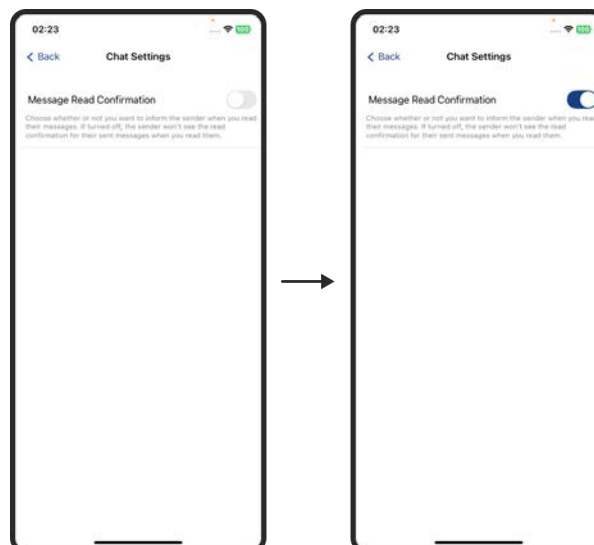 02:23
100
Back
Chat Settings
Message Read Confirmation
Choose whether or not you want to inform the sender when you read
their messages. If turned off, the sender won't see the read
confirmation for their sent messages when you read them.
02:23
100
Back
Chat Settings
Message Read Confirmation
Choose whether or not you want to inform the sender when you read
their messages. If turned off, the sender won't see the read
confirmation for their sent messages when you read them.